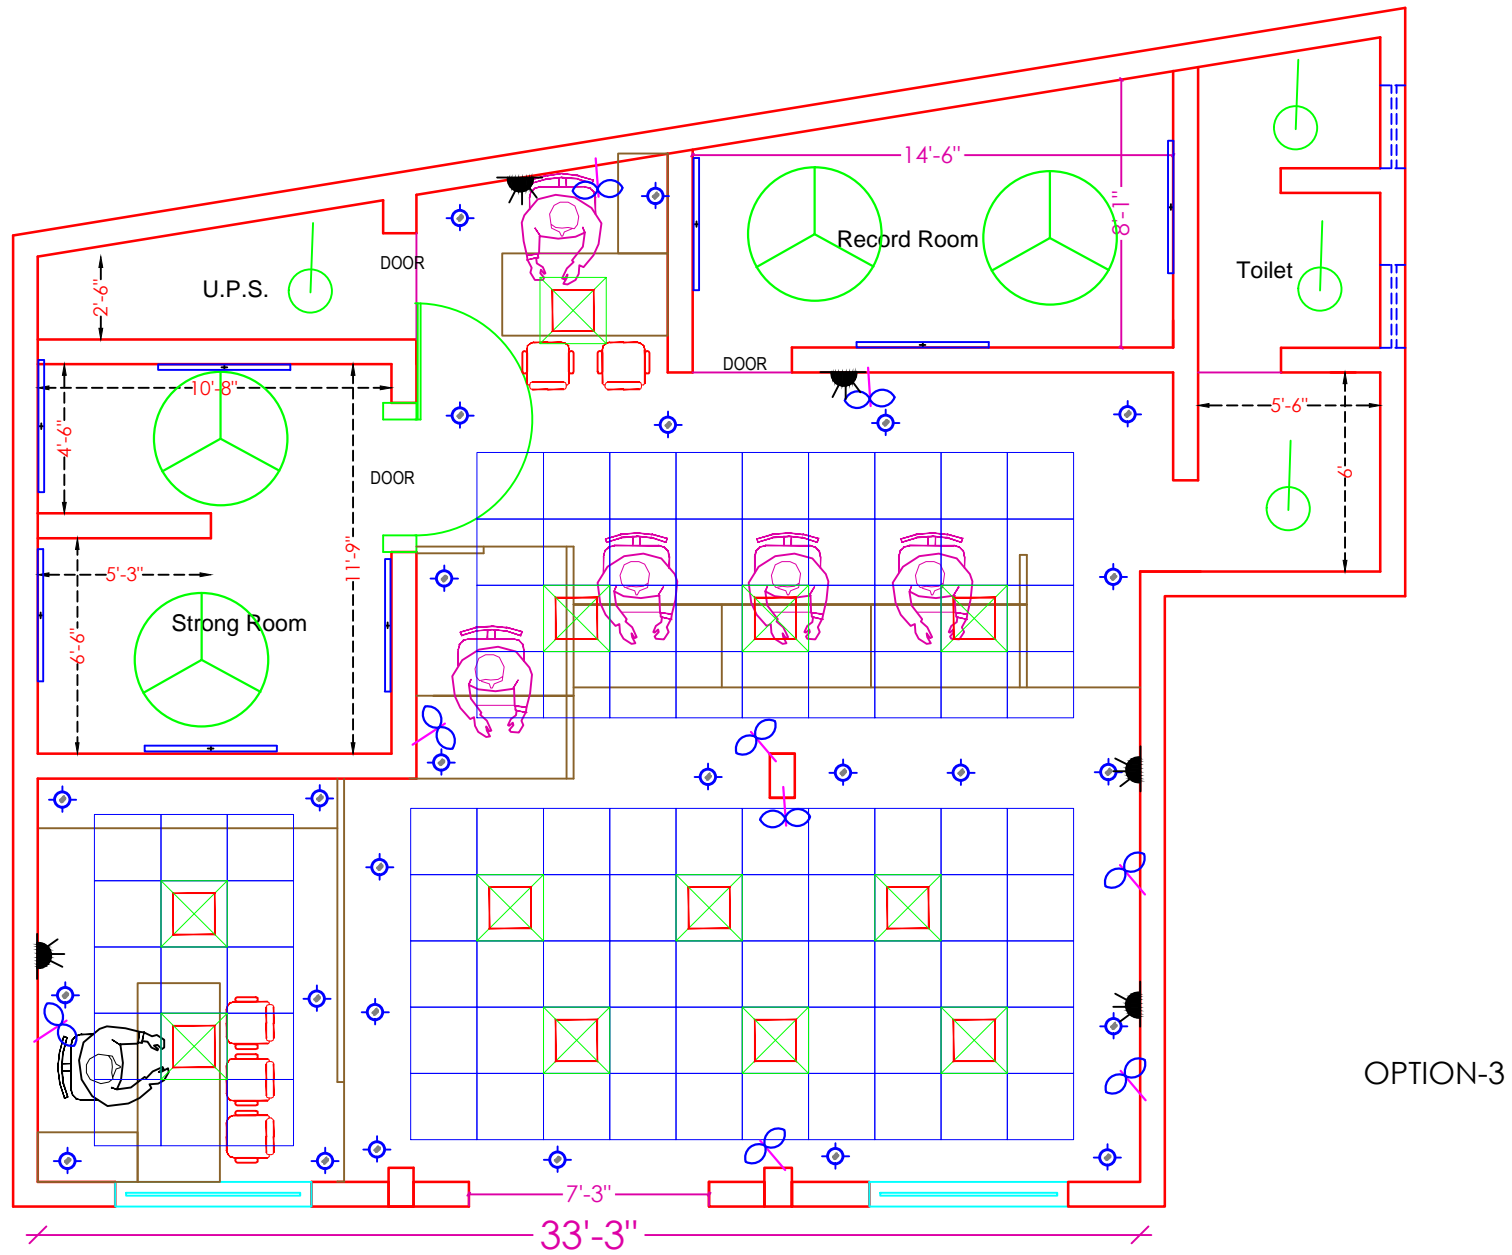 14'-6"
8'-1"
Record Room
Toilet
DOOR
U.P.S.
2'-6"
DOOR
10'-8"
5'-6"
4'-6"
6'
DOOR
11'-9"
5'-3"
Strong Room
6'-6"
OPTION-3
7'-3"
33'-3"